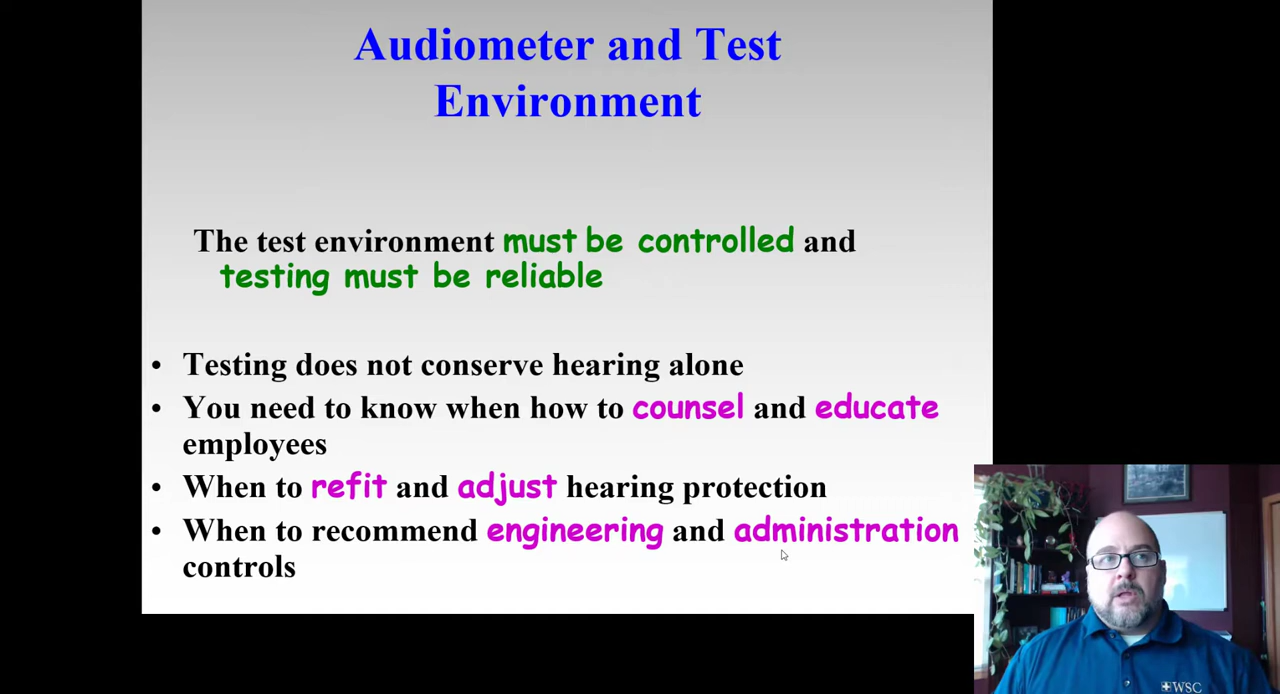 Audiometer and Test
Environment
The test environment must be controlled and
testing must be reliable
• Testing does not conserve hearing alone
• You need to know when how to counsel and educate
employees
• When to refit and adjust hearing protection
• When to recommend engineering and administration
controls
WSC